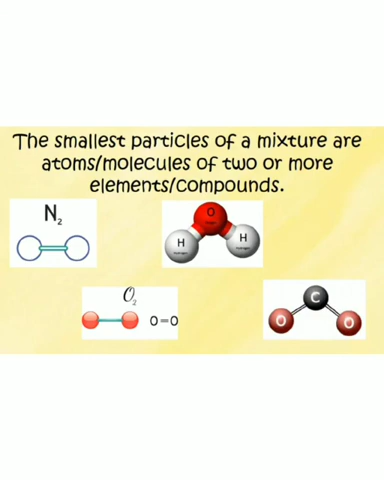 The smallest particles of a mixture are
atoms/molecules of two or more
elements/compounds.
N₂
O
H
H
O₂
O=O
C
O
O